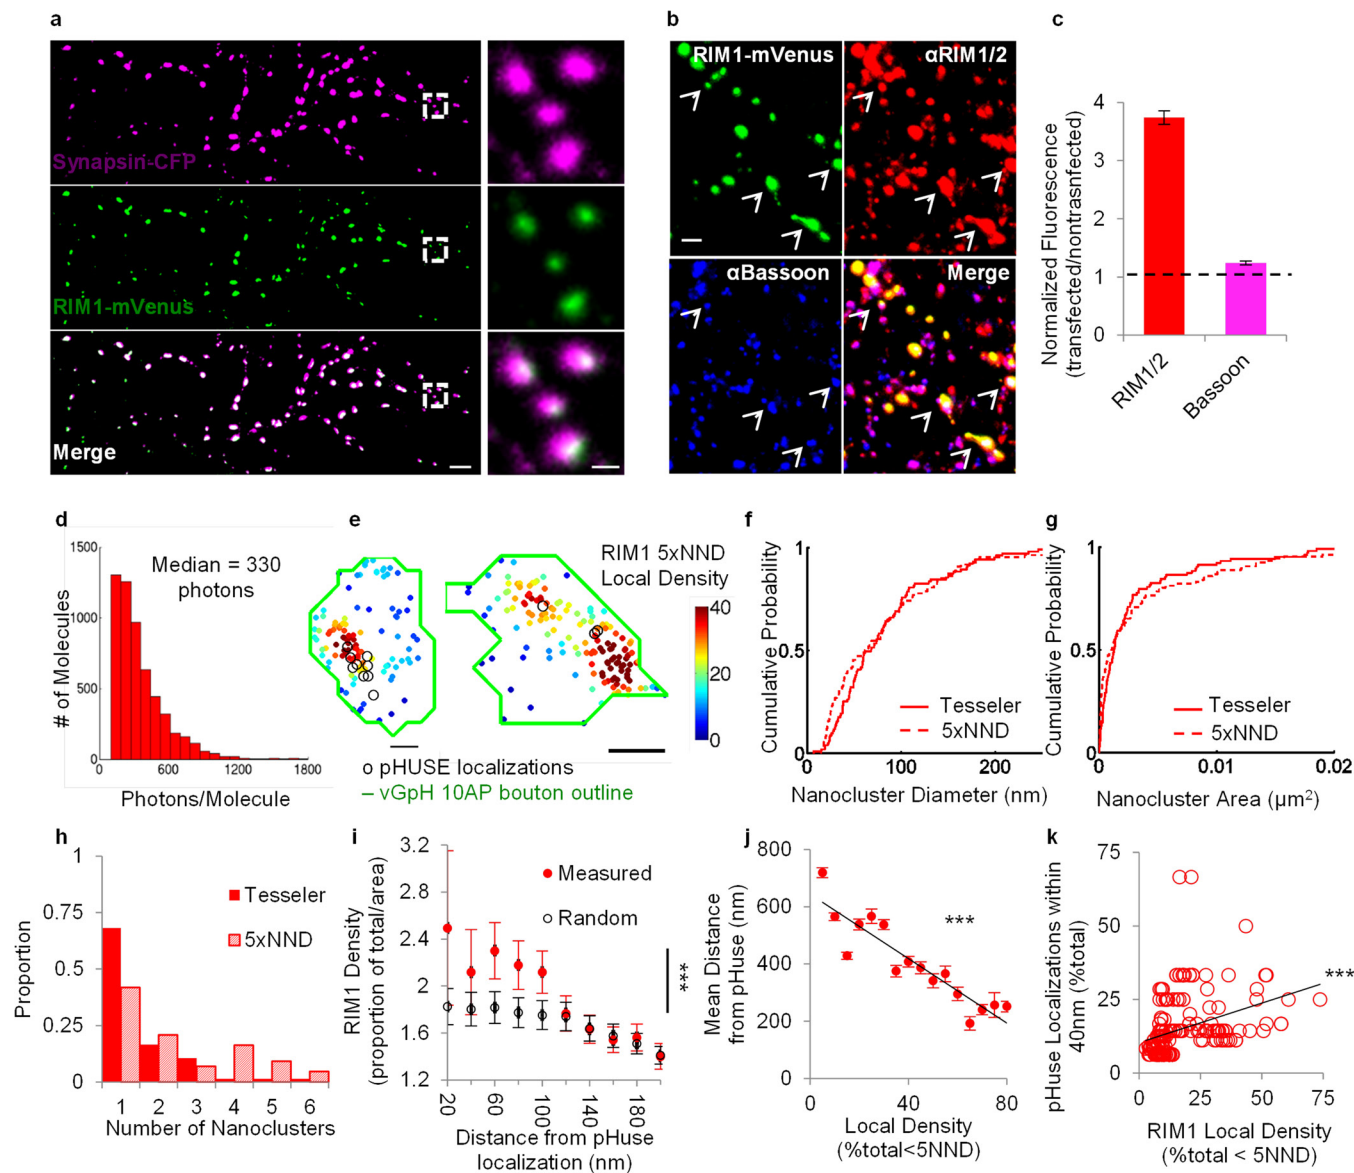 a
Synapsin-CFP
RIM1-mVenus
Merge
b
RIM1-mVenus
αRIM1/2
αBassoon
Merge
c
Normalized Fluorescence
(transfected/nontrasnfected)
4
3
2
1
0
RIM1/2
Bassoon
d
1500
1000
500
0
# of Molecules
Median = 330
photons
0
600
1200
1800
Photons/Molecule
e
RIM1 5xNND
Local Density
40
20
0
o pHUSE localizations
– vGpH 10AP bouton outline
f
Cumulative Probability
1
0.5
0
Tesseler
5xNND
0
100
200
Nanocluster Diameter (nm)
g
Cumulative Probability
1
0.5
0
Tesseler
5xNND
0
0.01
0.02
Nanocluster Area (µm²)
h
Proportion
1
0.75
0.5
0.25
0
Tesseler
5xNND
1 2 3 4 5 6
Number of Nanoclusters
i
RIM1 Density
(proportion of total/area)
3.2
2.8
2.4
2
1.6
1.2
Measured
Random
***
20
60
100
140
180
Distance from pHuse
localization (nm)
j
Mean Distance
from pHuse (nm)
800
600
400
200
0
***
0
40
80
Local Density
(%total<5NND)
k
pHuse Localizations within
40nm (%total)
75
50
25
0
***
0
25
50
75
RIM1 Local Density
(%total < 5NND)